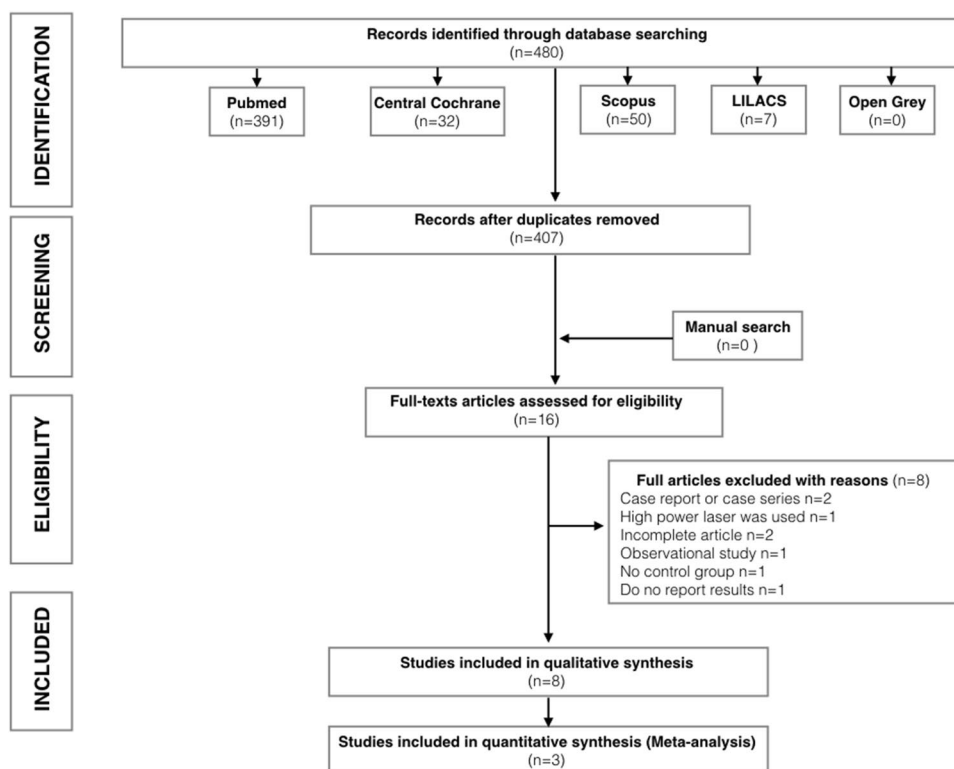 IDENTIFICATION
Records identified through database searching
(n=480)
Pubmed
(n=391)
Central Cochrane
(n=32)
Scopus
(n=50)
LILACS
(n=7)
Open Grey
(n=0)
SCREENING
Records after duplicates removed
(n=407)
Manual search
(n=0 )
ELIGIBILITY
Full-texts articles assessed for eligibility
(n=16)
Full articles excluded with reasons (n=8)
Case report or case series n=2
High power laser was used n=1
Incomplete article n=2
Observational study n=1
No control group n=1
Do no report results n=1
INCLUDED
Studies included in qualitative synthesis
(n=8)
Studies included in quantitative synthesis (Meta-analysis)
(n=3)